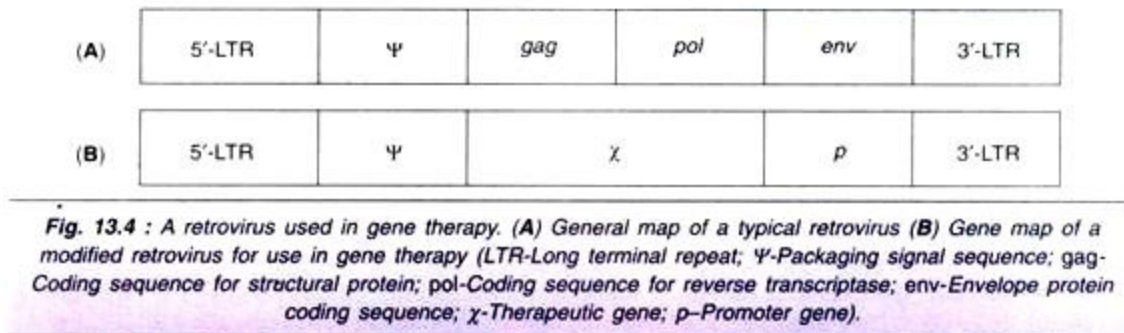 (A) 5′-LTR Ψ gag pol env 3′-LTR
(B) 5′-LTR Ψ χ p 3′-LTR
Fig. 13.4 : A retrovirus used in gene therapy. (A) General map of a typical retrovirus (B) Gene map of a
modified retrovirus for use in gene therapy (LTR-Long terminal repeat; Ψ-Packaging signal sequence; gag-
Coding sequence for structural protein; pol-Coding sequence for reverse transcriptase; env-Envelope protein
coding sequence; χ-Therapeutic gene; p–Promoter gene).